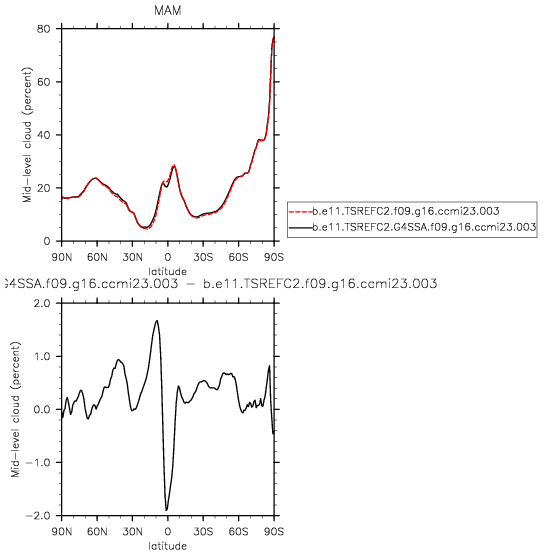 MAM
80
60
40
20
0
Mid-level cloud (percent)
90N 60N 30N 0 30S 60S 90S
latitude
b.e11.TSREFC2.f09.g16.ccmi23.003
b.e11.TSREFC2.G4SSA.f09.g16.ccmi23.003
G4SSA.f09.g16.ccmi23.003 - b.e11.TSREFC2.f09.g16.ccmi23.003
2.0
1.0
0.0
-1.0
-2.0
Mid-level cloud (percent)
90N 60N 30N 0 30S 60S 90S
latitude